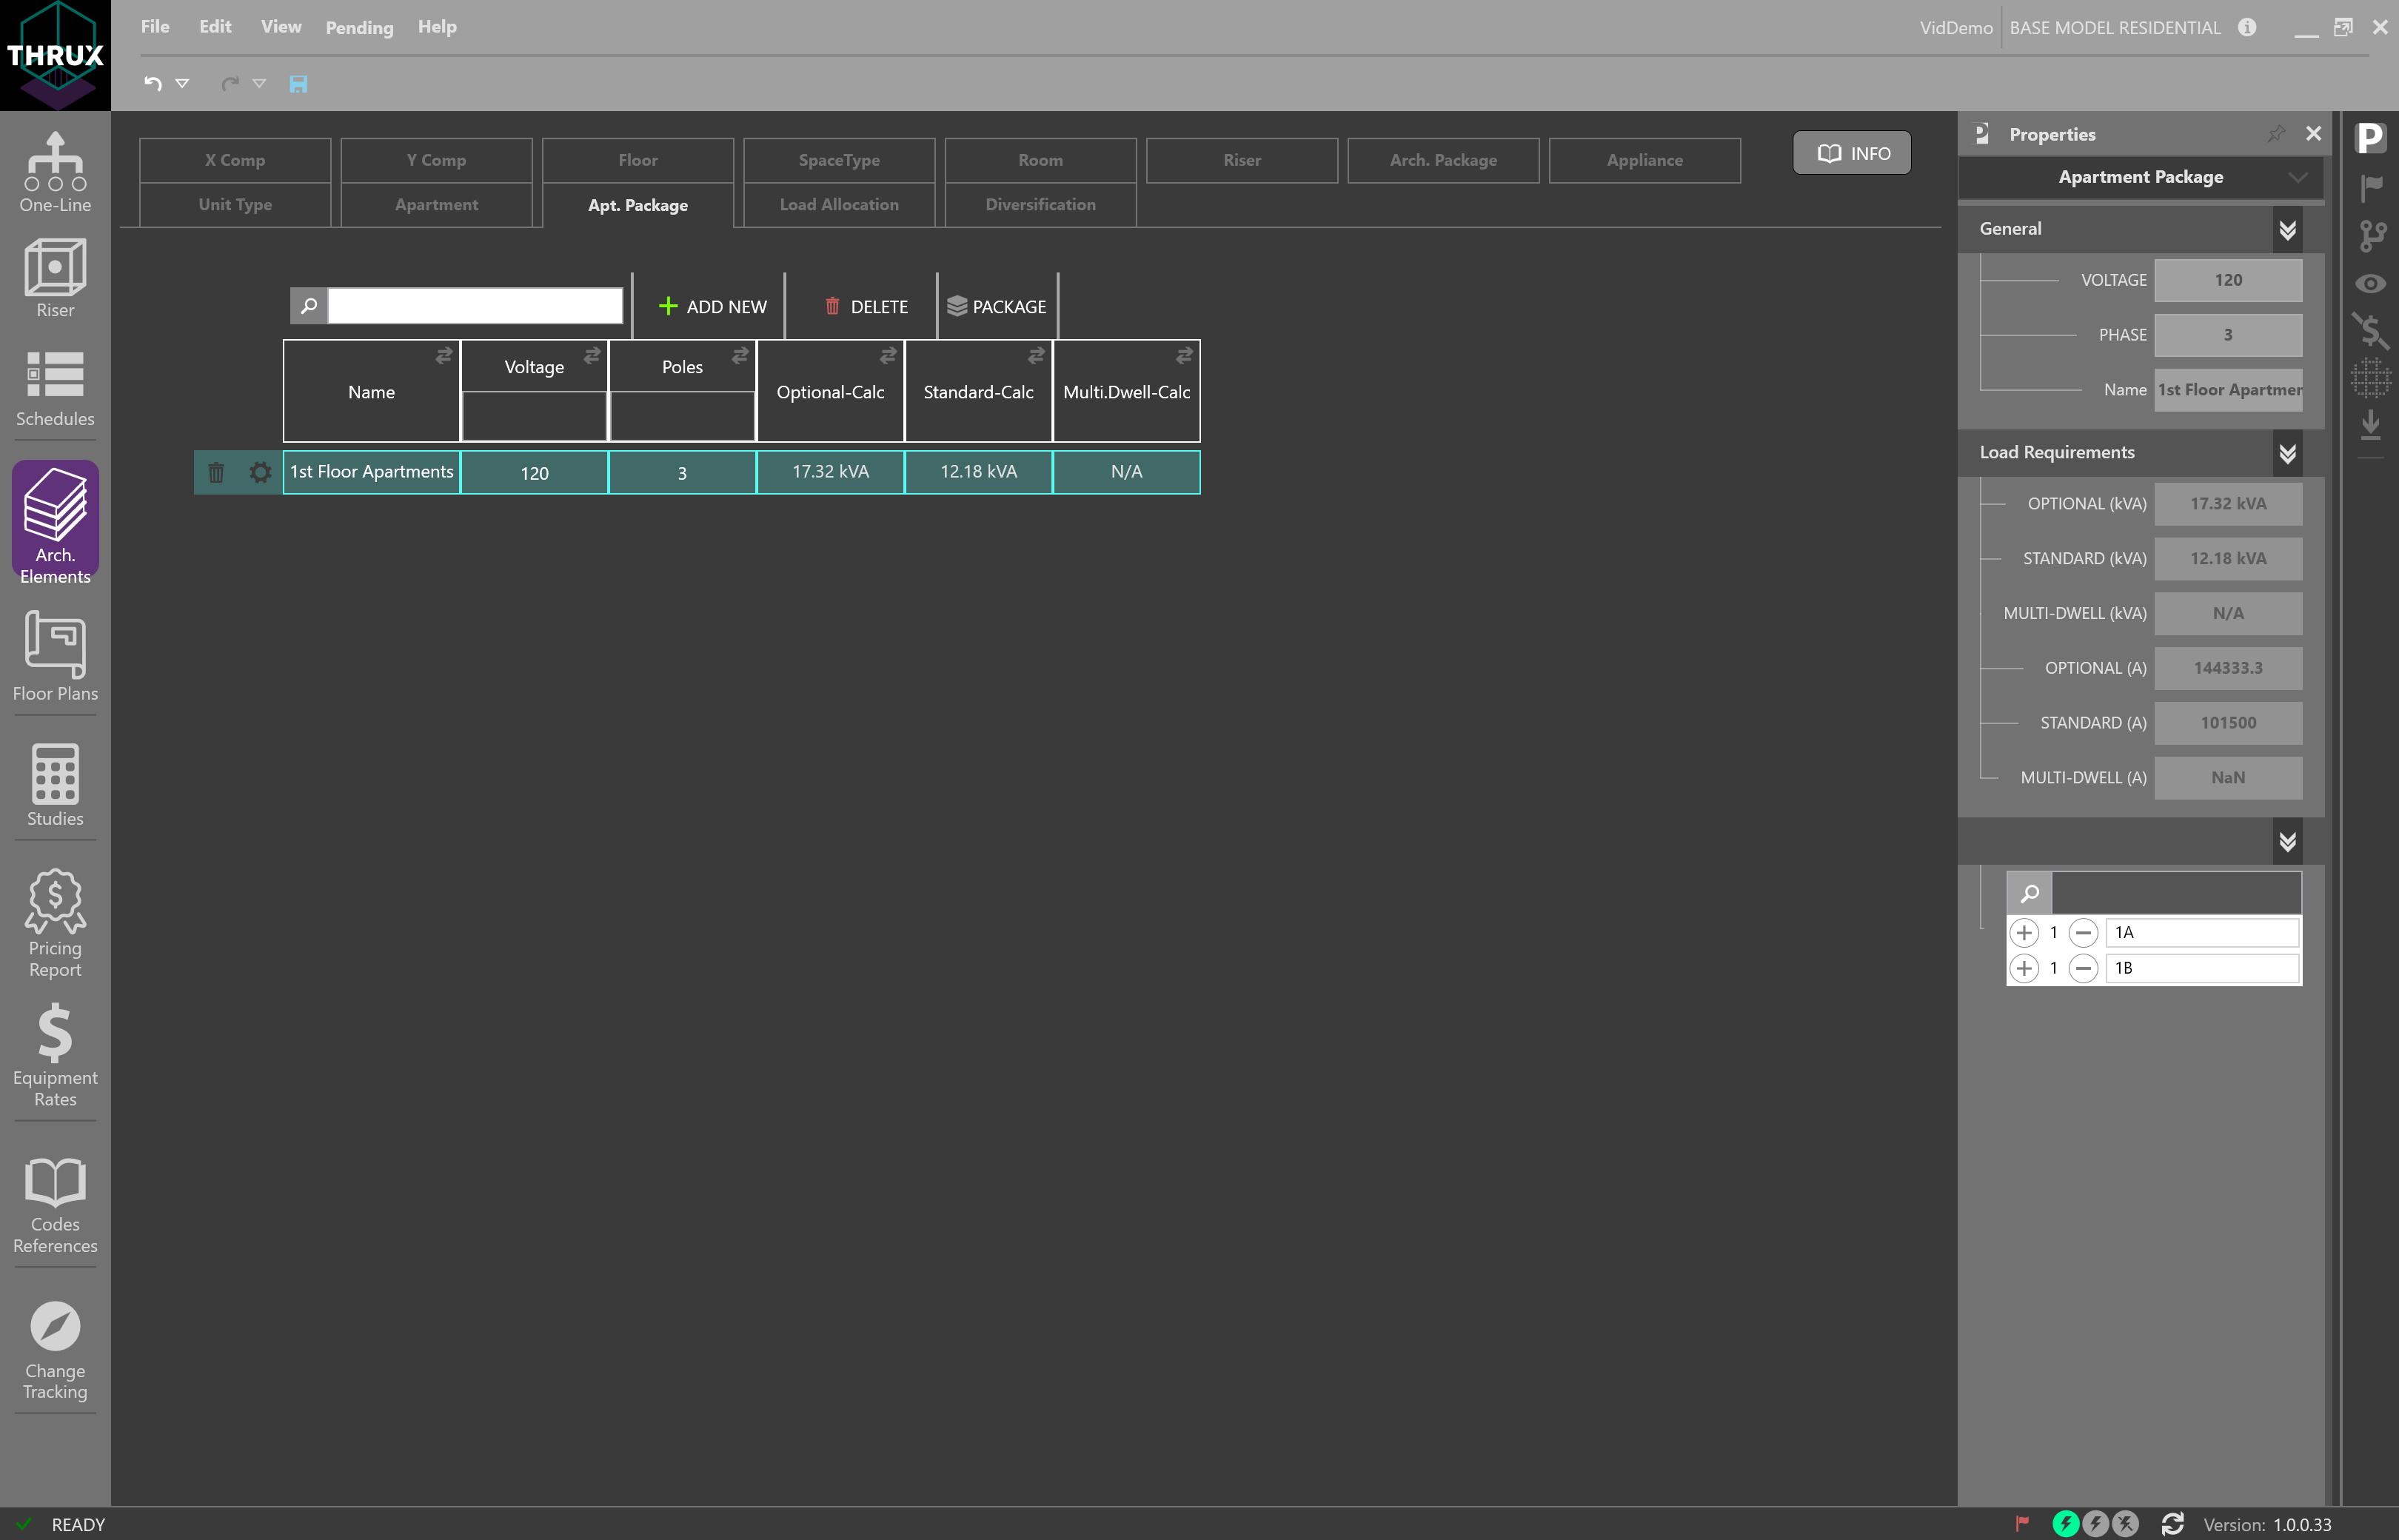 THRUX
File Edit View Pending Help
VidDemo BASE MODEL RESIDENTIAL
X Comp Y Comp Floor SpaceType Room Riser Arch. Package Appliance
Unit Type Apartment Apt. Package Load Allocation Diversification
INFO
ADD NEW DELETE PACKAGE
Name Voltage Poles Optional-Calc Standard-Calc Multi.Dwell-Calc
1st Floor Apartments 120 3 17.32 kVA 12.18 kVA N/A
One-Line
Riser
Schedules
Arch.
Elements
Floor Plans
Studies
Pricing
Report
Equipment
Rates
Codes
References
Change
Tracking
Properties
Apartment Package
General
VOLTAGE 120
PHASE 3
Name 1st Floor Apartmen
Load Requirements
OPTIONAL (kVA) 17.32 kVA
STANDARD (kVA) 12.18 kVA
MULTI-DWELL (kVA) N/A
OPTIONAL (A) 144333.3
STANDARD (A) 101500
MULTI-DWELL (A) NaN
1 1A
1 1B
P
READY
Version: 1.0.0.33